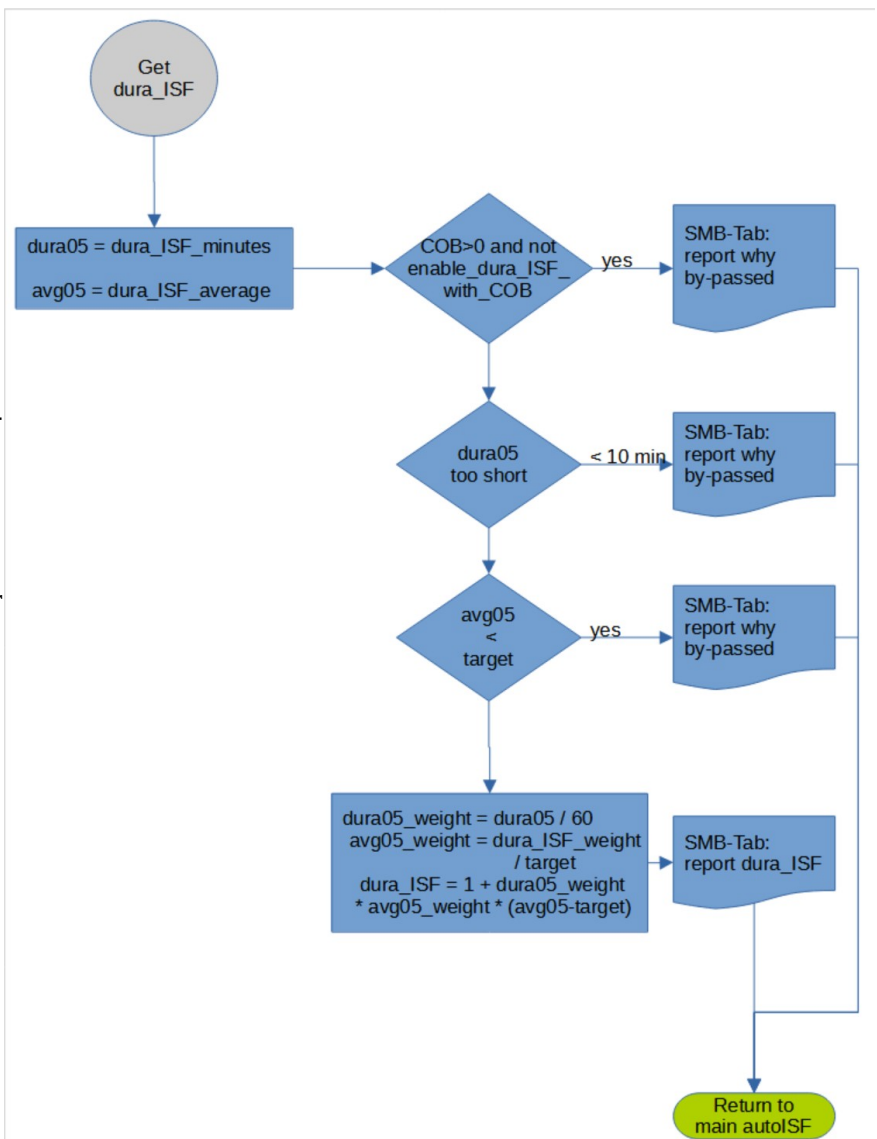 Get
dura_ISF
dura05 = dura_ISF_minutes
avg05 = dura_ISF_average
COB>0 and not
enable_dura_ISF_
with_COB
yes
SMB-Tab:
report why
by-passed
dura05
too short
< 10 min
SMB-Tab:
report why
by-passed
avg05
<
target
yes
SMB-Tab:
report why
by-passed
dura05_weight = dura05 / 60
avg05_weight = dura_ISF_weight
/ target
dura_ISF = 1 + dura05_weight
* avg05_weight * (avg05-target)
SMB-Tab:
report dura_ISF
Return to
main autoISF